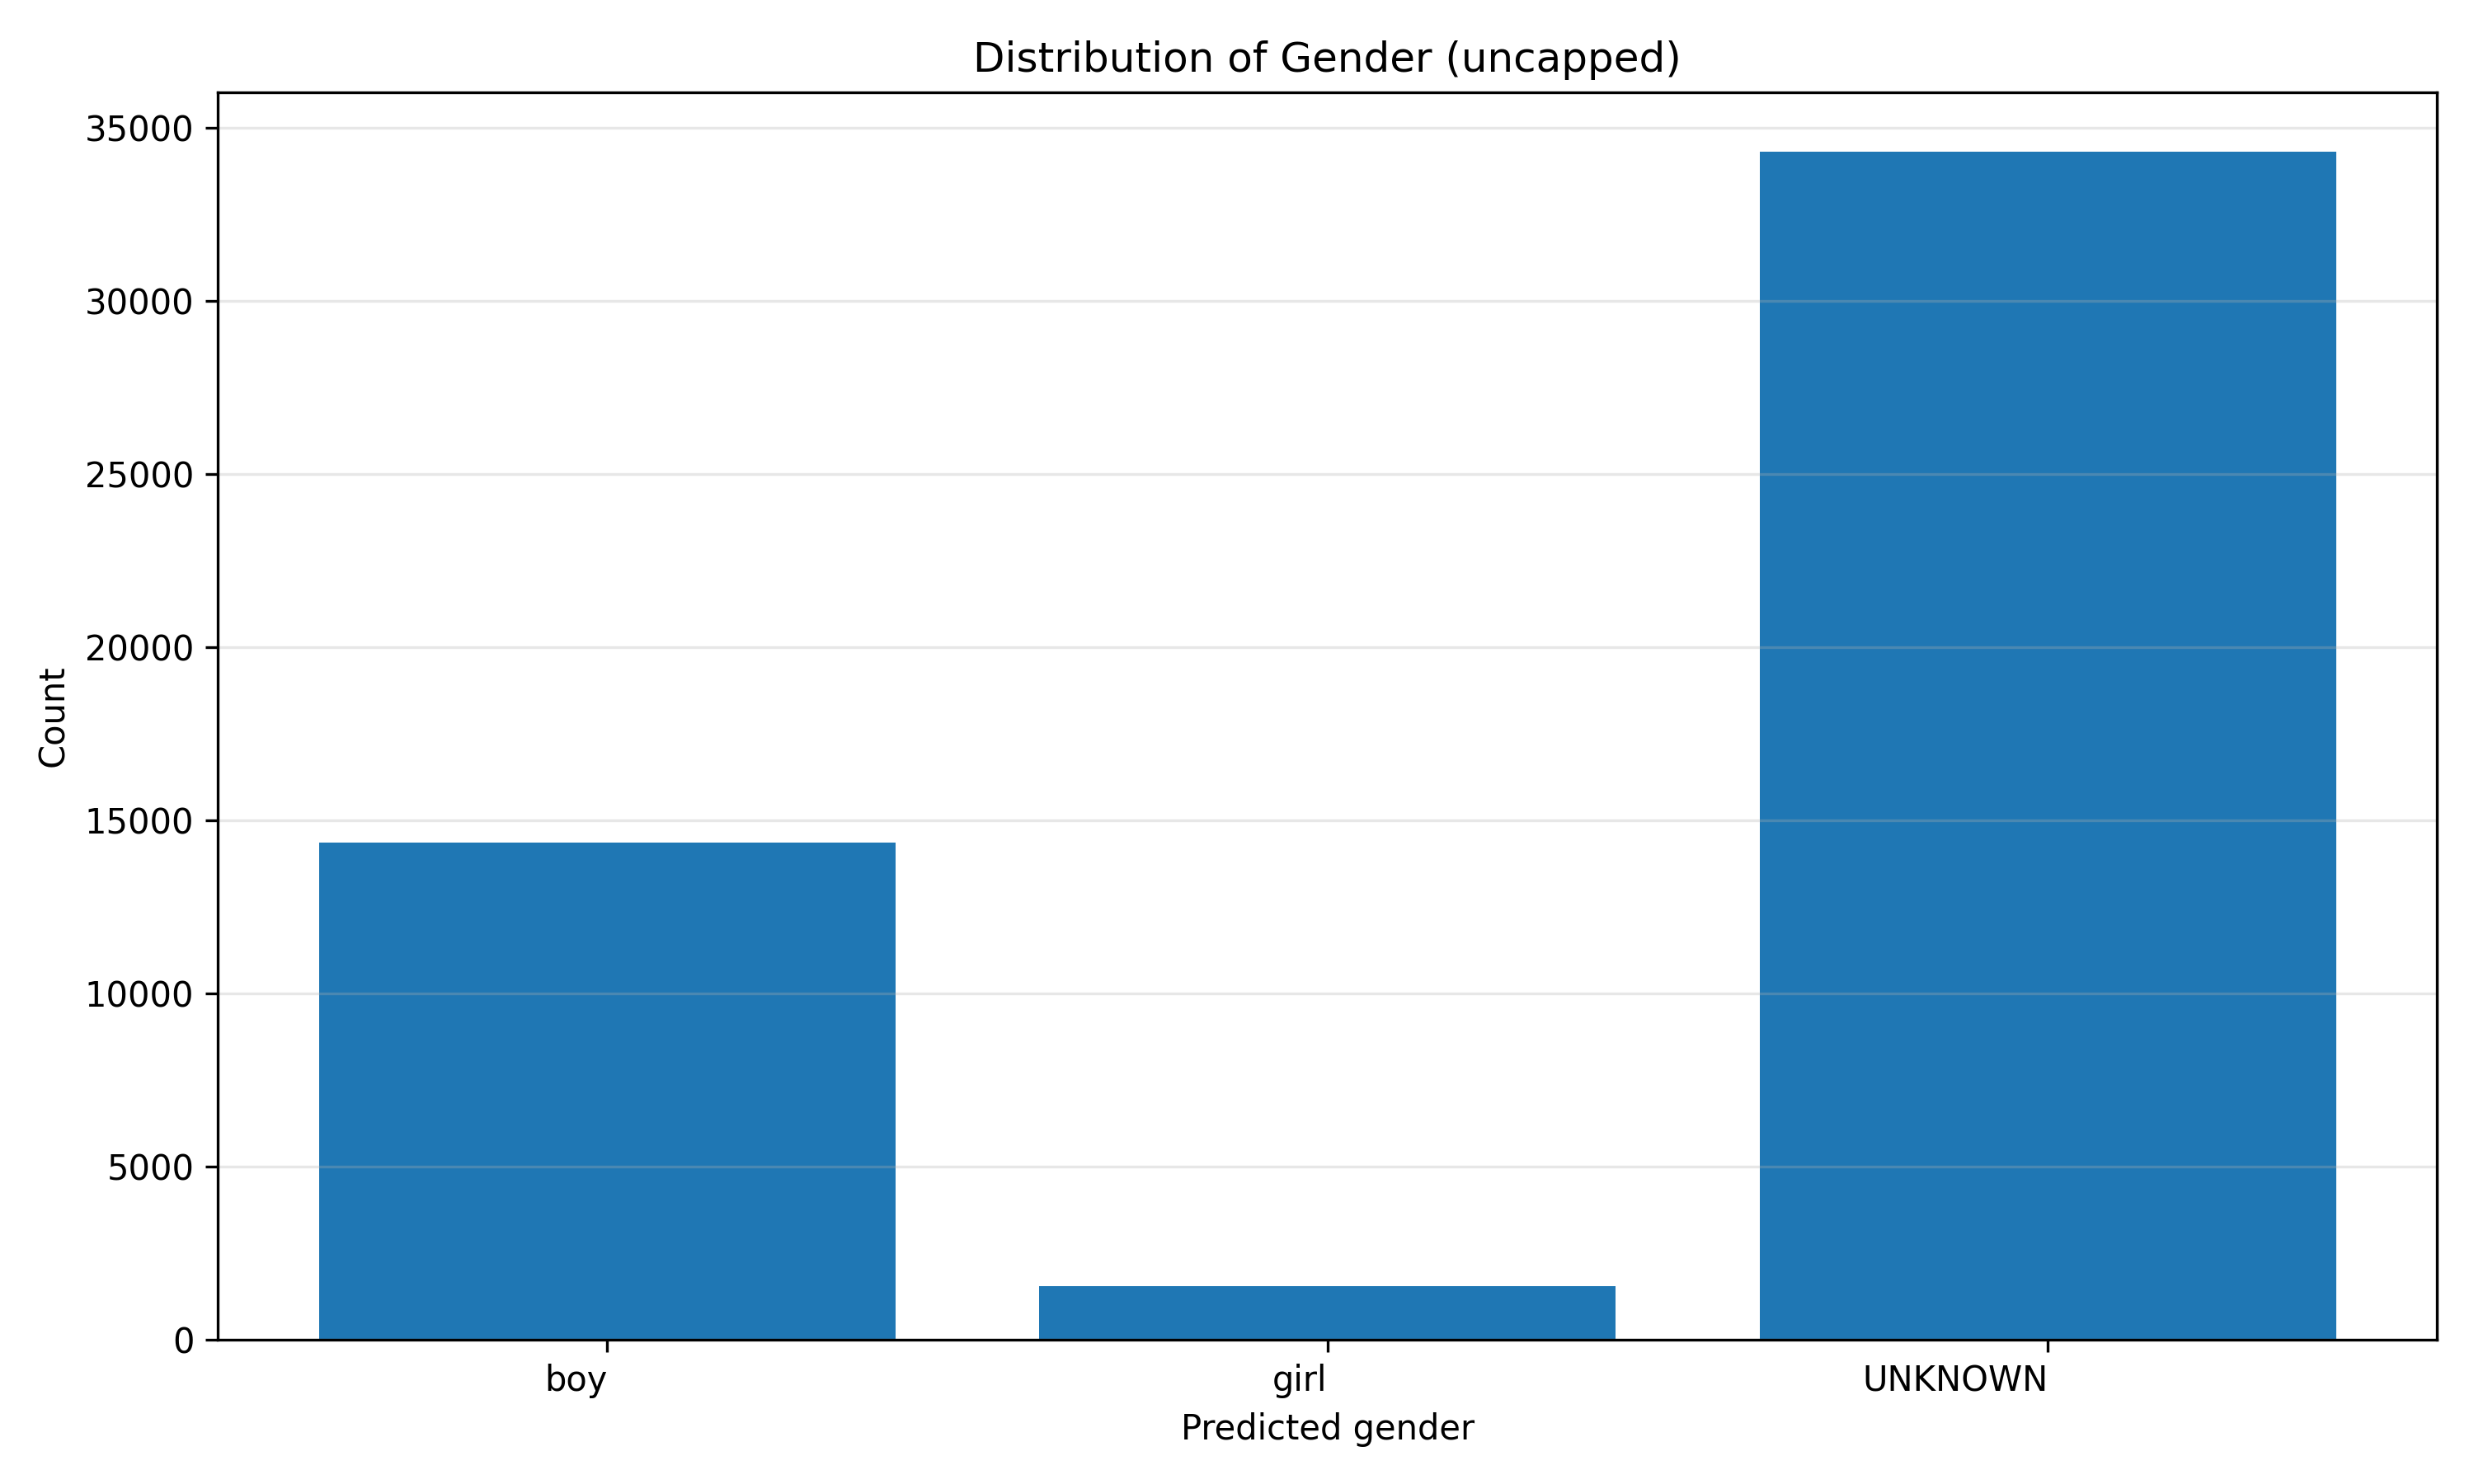 Distribution of Gender (uncapped)
35000
30000
25000
20000
15000
10000
5000
0
Count
boy
girl
UNKNOWN
Predicted gender